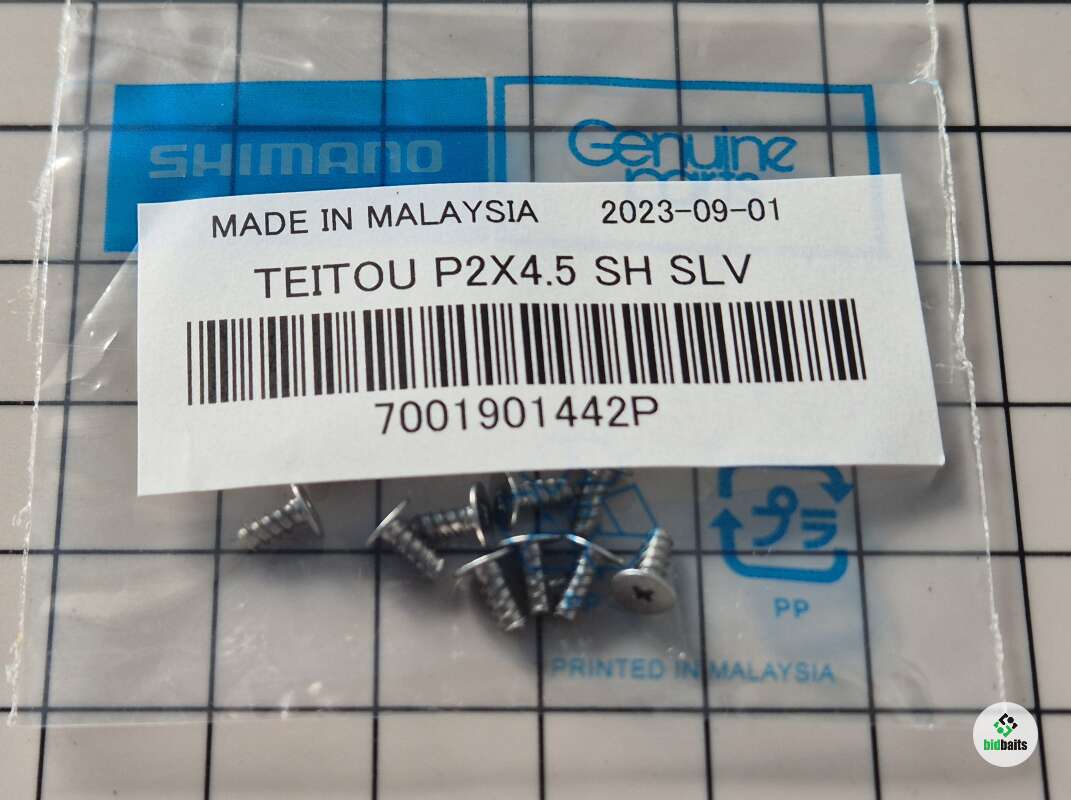 SHIMANO
Genuine
parts
MADE IN MALAYSIA 2023-09-01
TEITOU P2X4.5 SH SLV
7001901442P
プラ
PP
PRINTED IN MALAYSIA
bidbaits